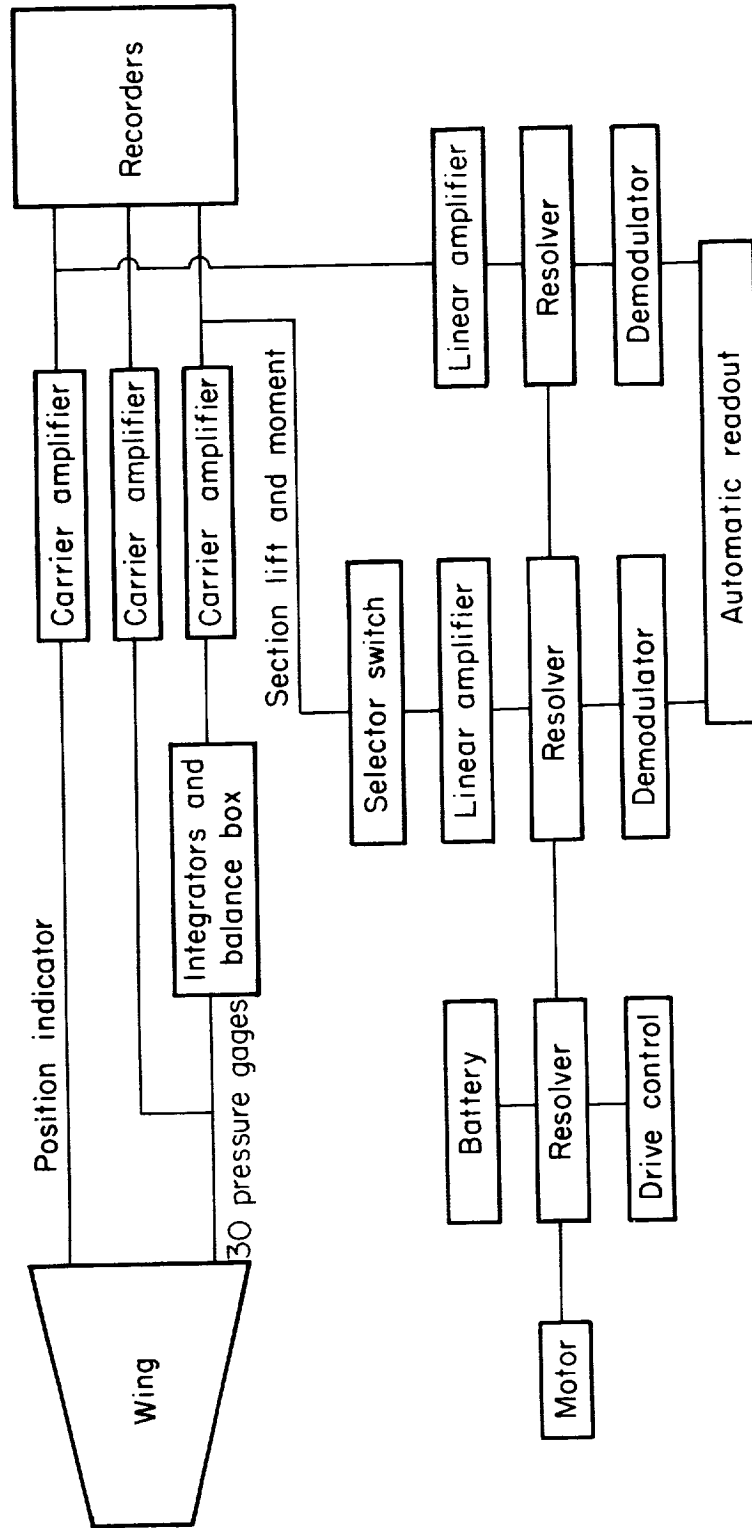 Wing
Position indicator
30 pressure gages
Integrators and
balance box
Carrier amplifier
Carrier amplifier
Carrier amplifier
Recorders
Section lift and moment
Selector switch
Linear amplifier
Linear amplifier
Battery
Motor
Resolver
Resolver
Resolver
Drive control
Demodulator
Demodulator
Automatic readout